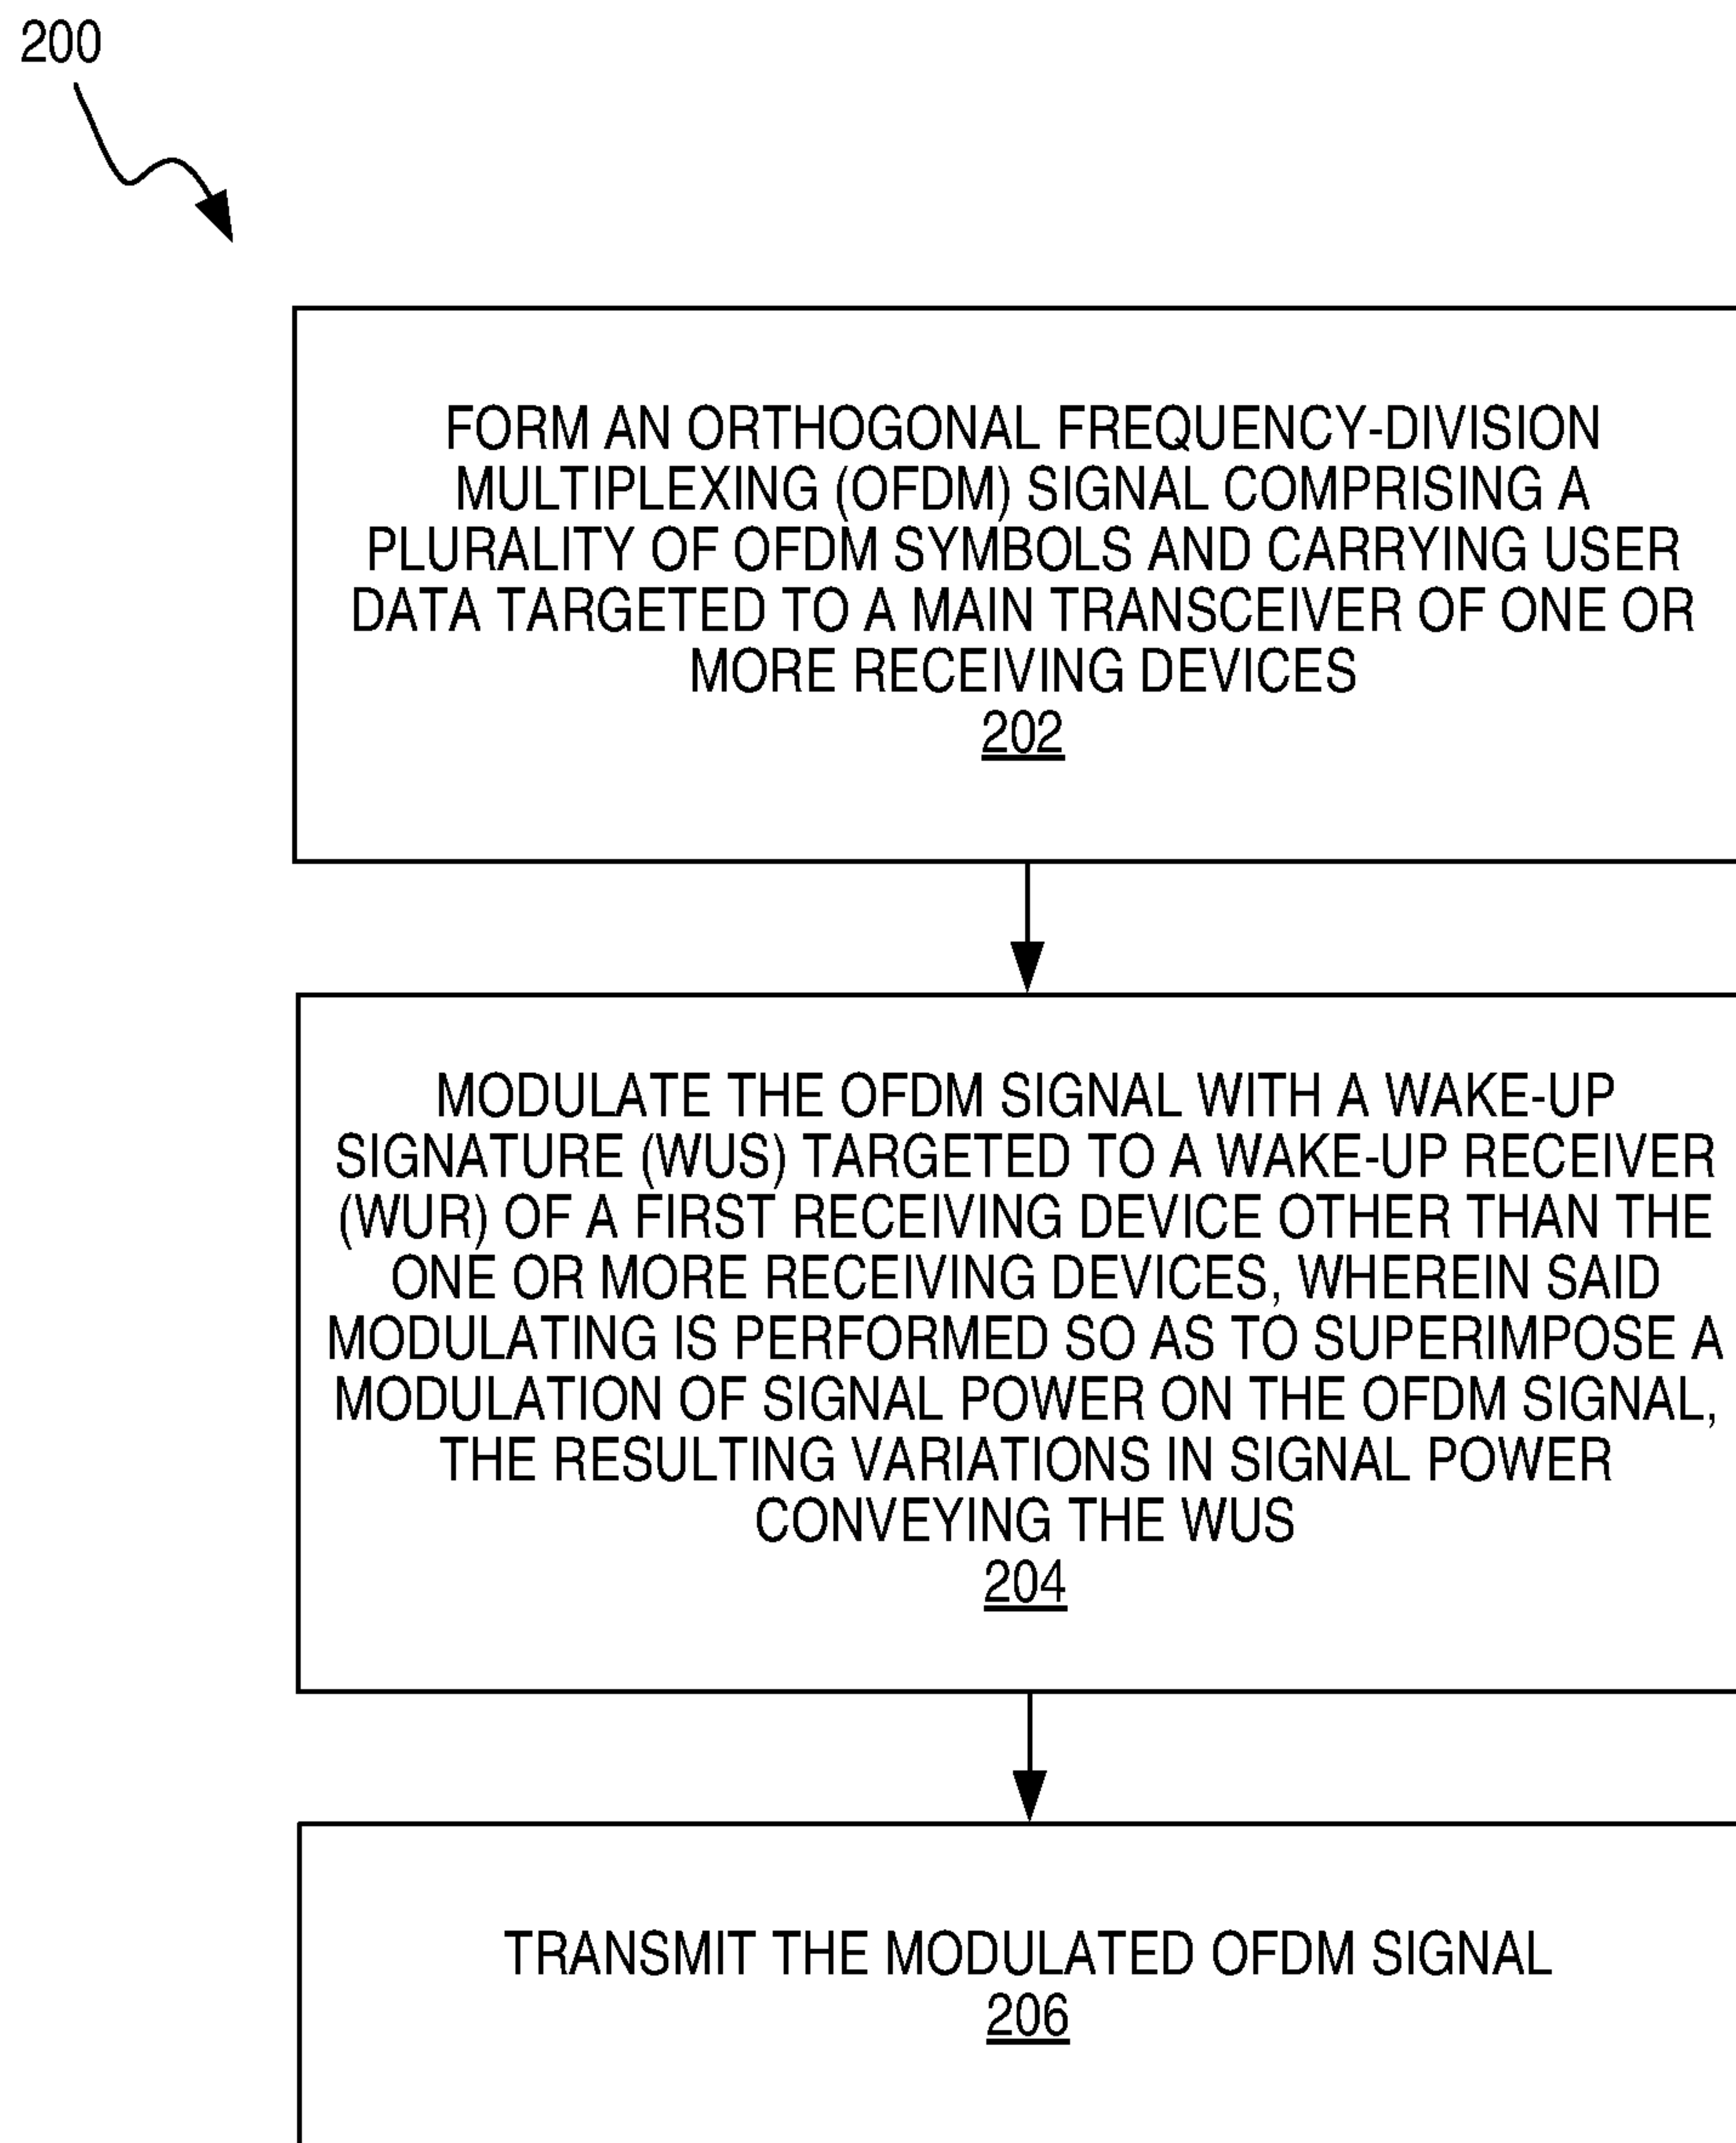 200
FORM AN ORTHOGONAL FREQUENCY-DIVISION
MULTIPLEXING (OFDM) SIGNAL COMPRISING A
PLURALITY OF OFDM SYMBOLS AND CARRYING USER
DATA TARGETED TO A MAIN TRANSCEIVER OF ONE OR
MORE RECEIVING DEVICES
202
MODULATE THE OFDM SIGNAL WITH A WAKE-UP
SIGNATURE (WUS) TARGETED TO A WAKE-UP RECEIVER
(WUR) OF A FIRST RECEIVING DEVICE OTHER THAN THE
ONE OR MORE RECEIVING DEVICES, WHEREIN SAID
MODULATING IS PERFORMED SO AS TO SUPERIMPOSE A
MODULATION OF SIGNAL POWER ON THE OFDM SIGNAL,
THE RESULTING VARIATIONS IN SIGNAL POWER
CONVEYING THE WUS
204
TRANSMIT THE MODULATED OFDM SIGNAL
206